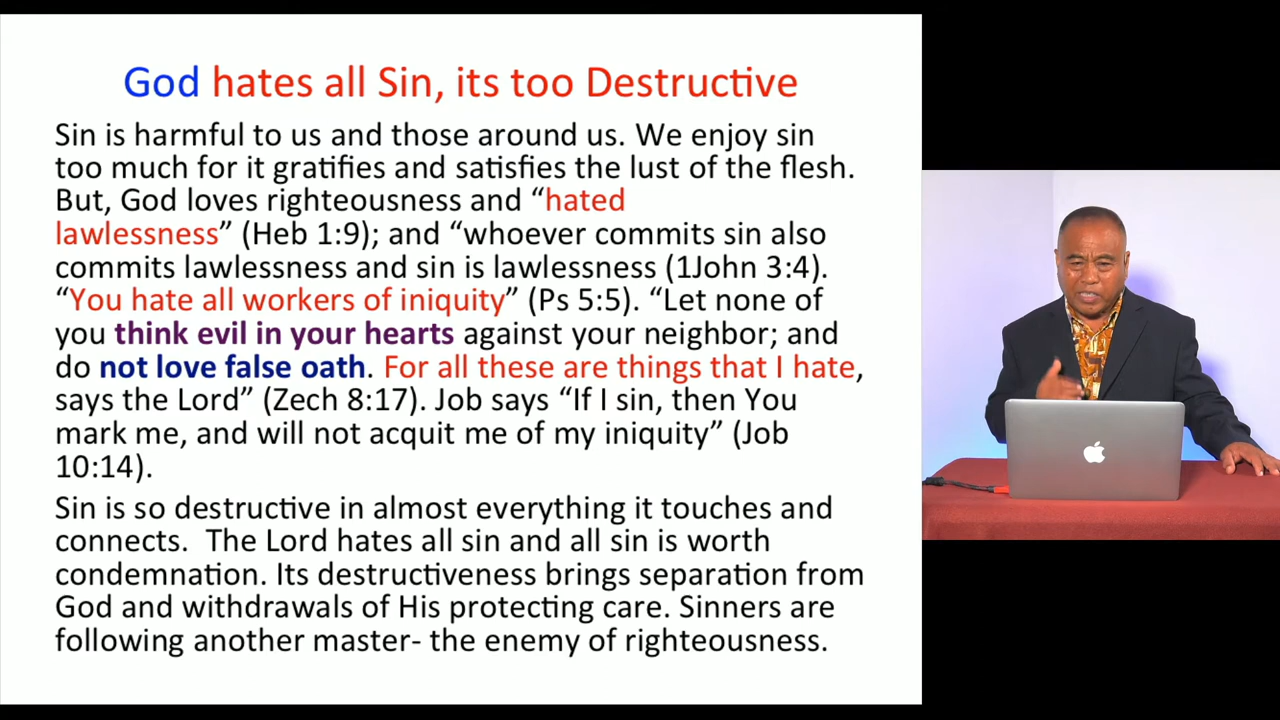 God hates all Sin, its too Destructive
Sin is harmful to us and those around us. We enjoy sin
too much for it gratifies and satisfies the lust of the flesh.
But, God loves righteousness and “hated
lawlessness” (Heb 1:9); and “whoever commits sin also
commits lawlessness and sin is lawlessness (1John 3:4).
“You hate all workers of iniquity” (Ps 5:5). “Let none of
you think evil in your hearts against your neighbor; and
do not love false oath. For all these are things that I hate,
says the Lord” (Zech 8:17). Job says “If I sin, then You
mark me, and will not acquit me of my iniquity” (Job
10:14).
Sin is so destructive in almost everything it touches and
connects.  The Lord hates all sin and all sin is worth
condemnation. Its destructiveness brings separation from
God and withdrawals of His protecting care. Sinners are
following another master- the enemy of righteousness.